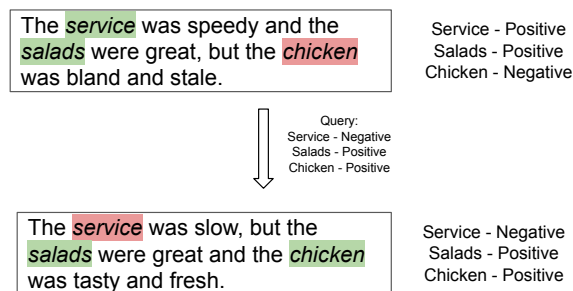 The service was speedy and the
salads were great, but the chicken
was bland and stale.
Service - Positive
Salads - Positive
Chicken - Negative
Query:
Service - Negative
Salads - Positive
Chicken - Positive
The service was slow, but the
salads were great and the chicken
was tasty and fresh.
Service - Negative
Salads - Positive
Chicken - Positive